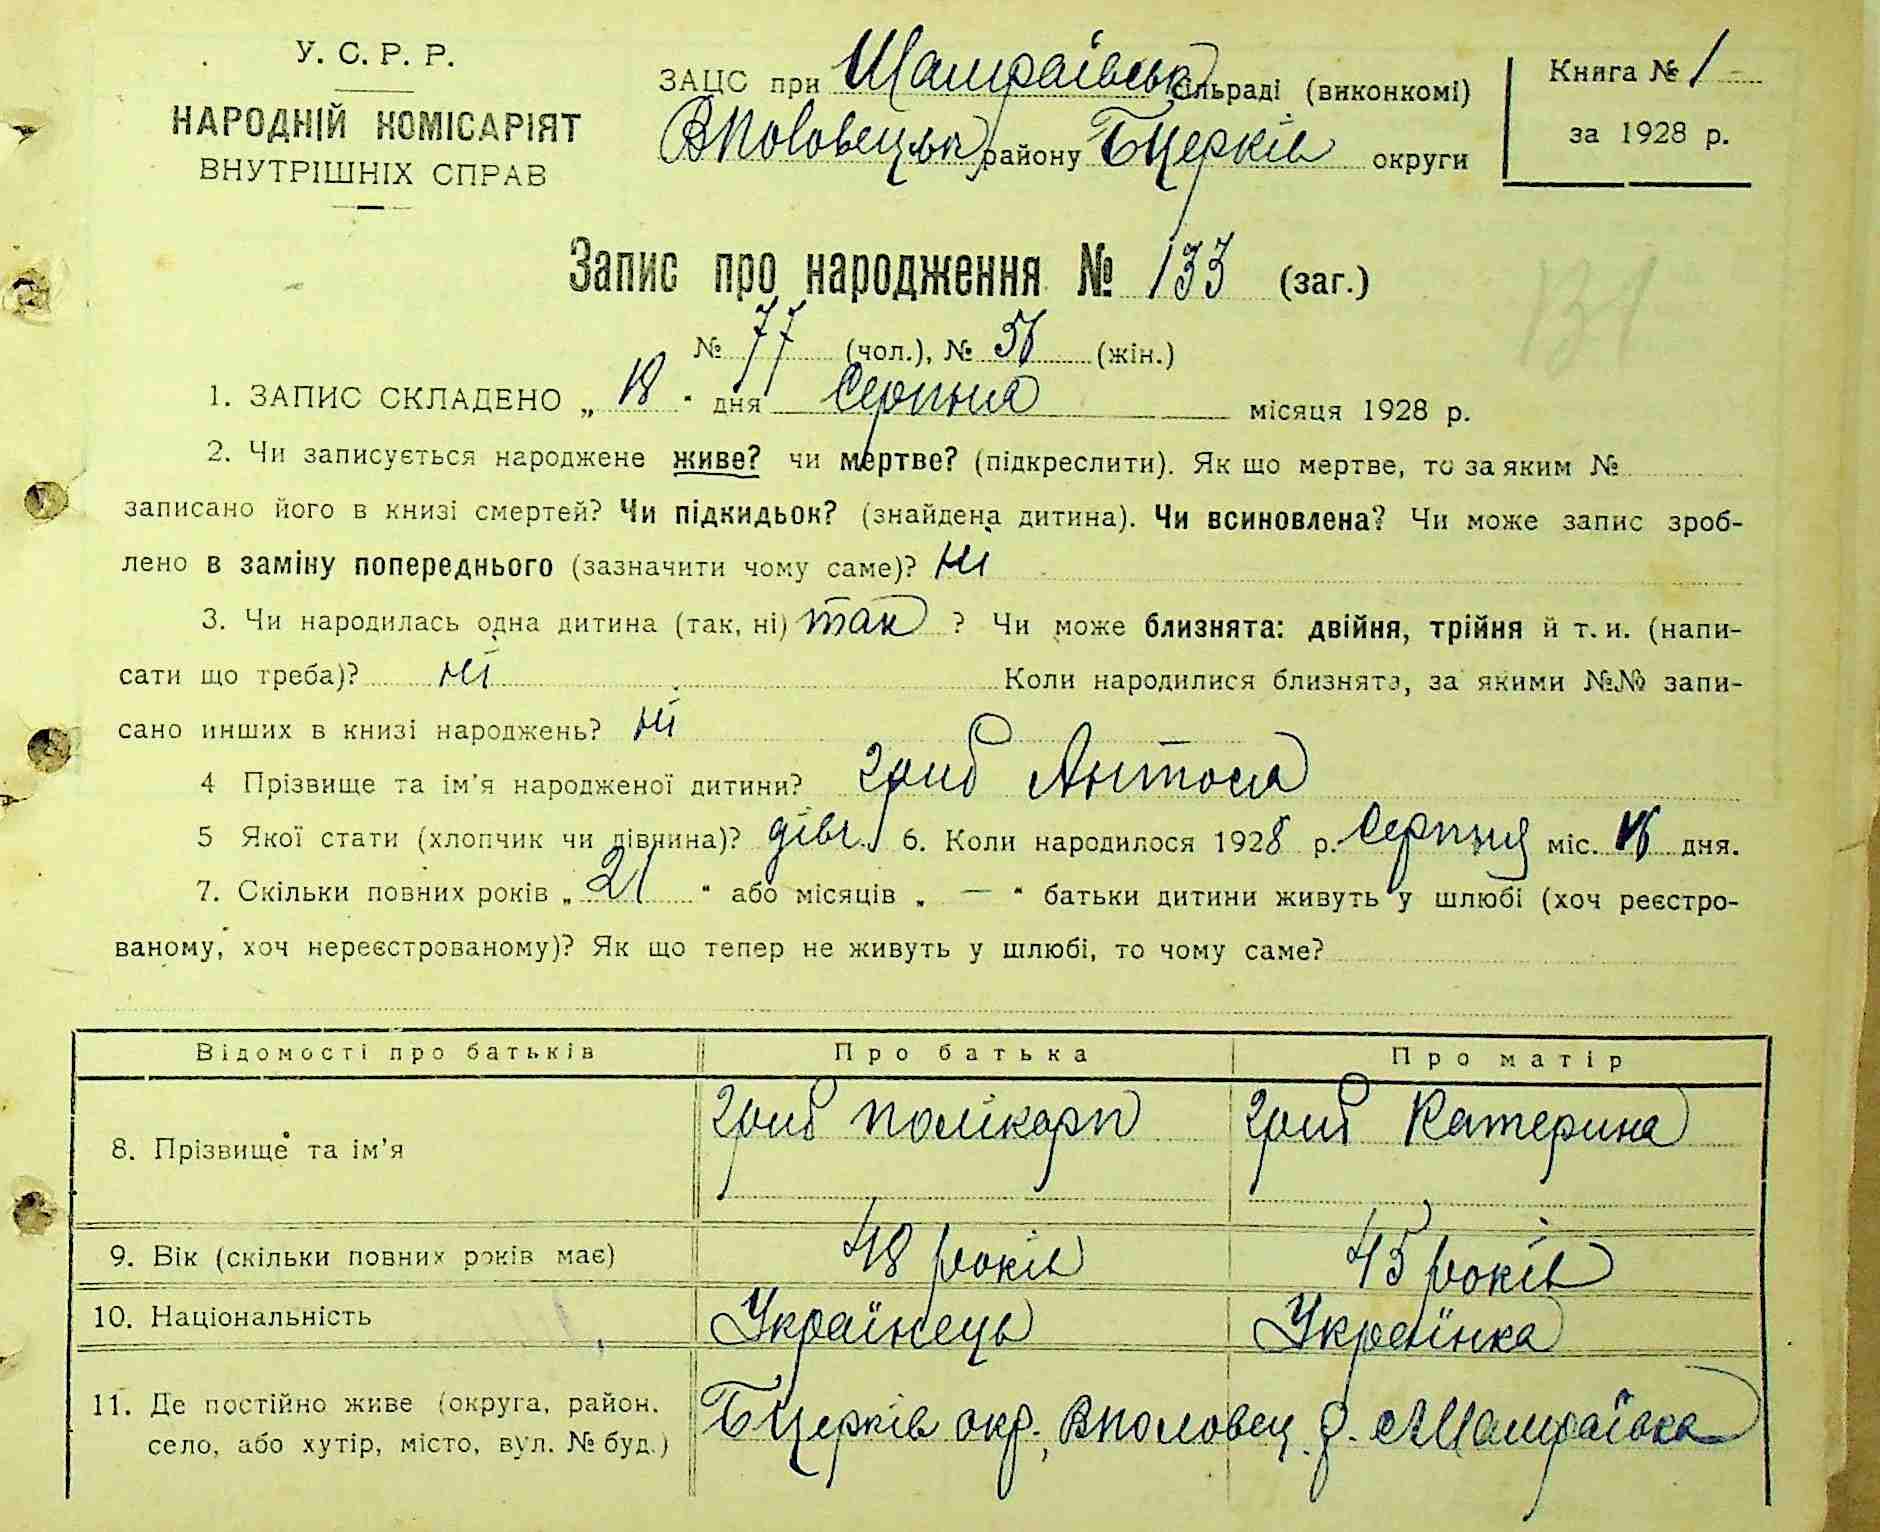 У. С. Р. Р.
НАРОДНІЙ КОМІСАРІЯТ
ВНУТРІШНІХ СПРАВ
ЗАЦС при Шамраївськ сільраді (виконкомі)
ВПоловецьк району БЦерків округи
Книга № 1
за 1928 р.
Запис про народження № 133 (заг.)
131
№ 77 (чол.), № 56 (жін.)
1. ЗАПИС СКЛАДЕНО „ 18 “ дня Серпня місяця 1928 р.
2. Чи записується народжене живе? чи мертве? (підкреслити). Як що мертве, то за яким №
записано його в книзі смертей? Чи підкидьок? (знайдена дитина). Чи всиновлена? Чи може запис зроб-
лено в заміну попереднього (зазначити чому саме)? Ні
3. Чи народилась одна дитина (так, ні) так ? Чи може близнята: двійня, трійня й т. и. (напи-
сати що треба)? Ні Коли народилися близнята, за якими №№ запи-
сано инших в книзі народжень? Ні
4 Прізвище та ім'я народженої дитини? Гриб Антося
5 Якої стати (хлопчик чи дівчина)? дівч. 6. Коли народилося 1928 р. Серпня міс. 16 дня.
7. Скільки повних років „ 21 “ або місяців „ — “ батьки дитини живуть у шлюбі (хоч реєстро-
ваному, хоч нереєстрованому)? Як що тепер не живуть у шлюбі, то чому саме?
Відомості про батьків Про батька Про матір
8. Прізвище та ім'я Гриб Полікарп Гриб Катерина
9. Вік (скільки повних років має) 48 років 45 років
10. Національність Українець Українка
11. Де постійно живе (округа, район,
село, або хутір, місто, вул. № буд.) БЦерків окр., ВПоловец. р. с Шамраївка